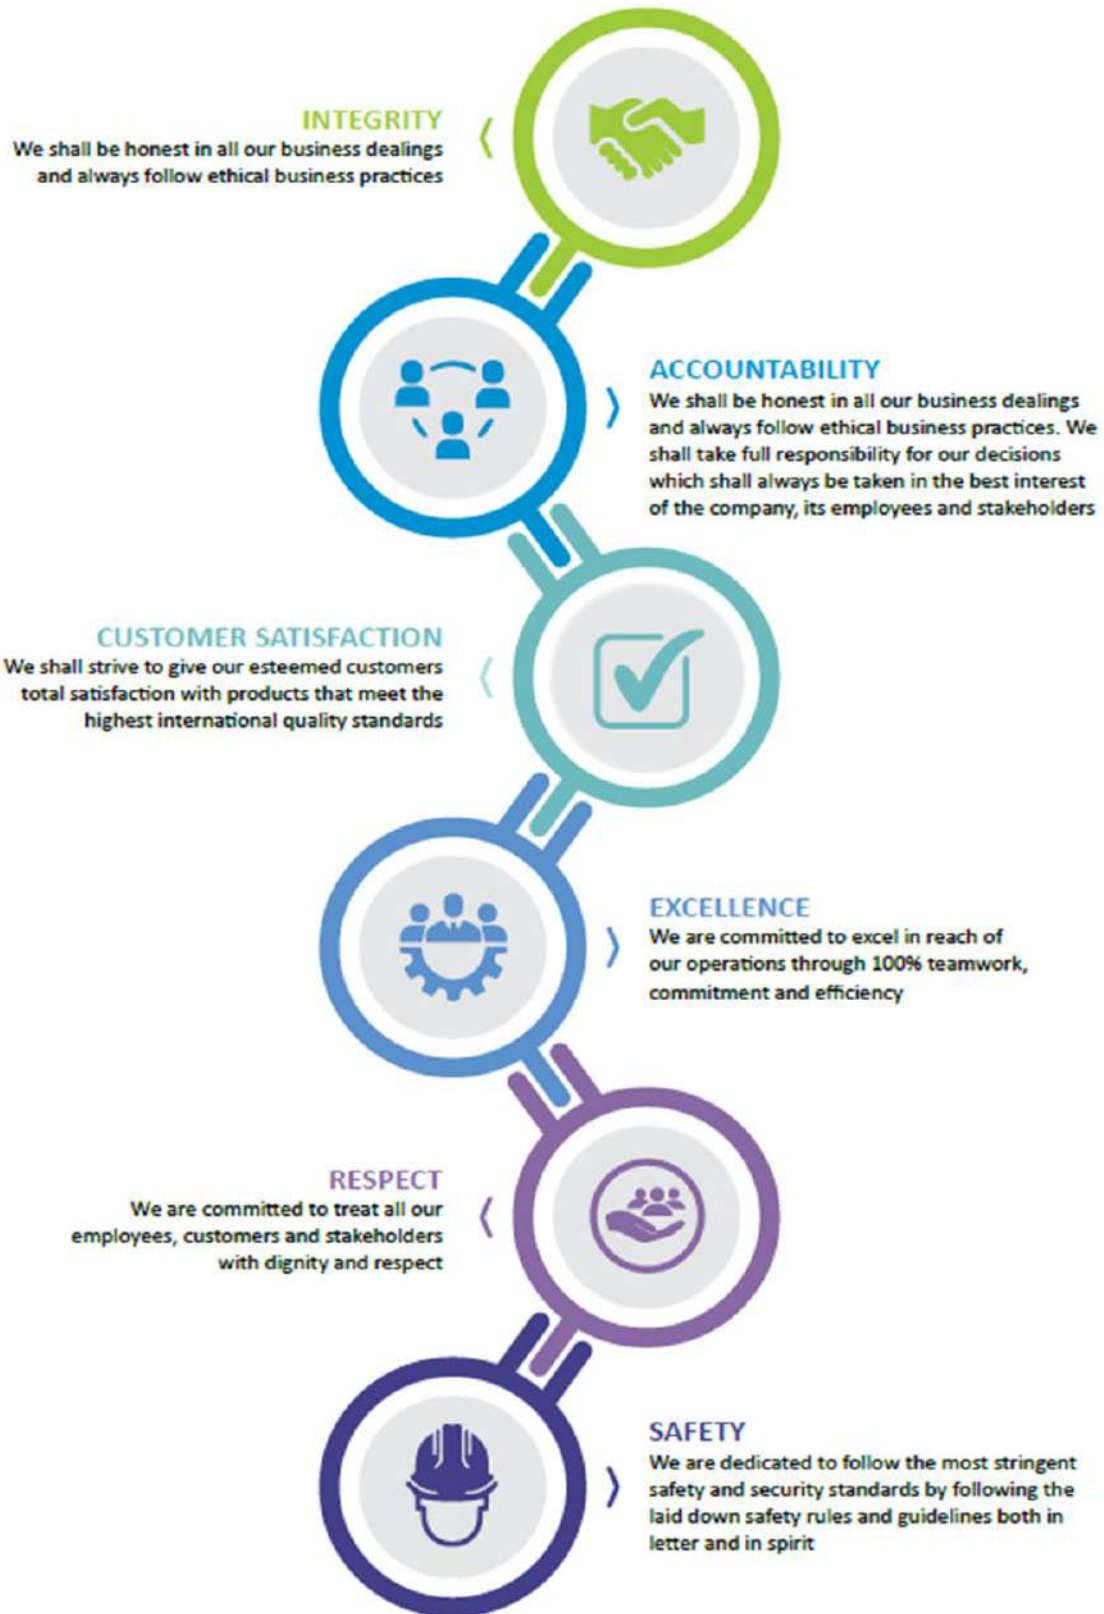 INTEGRITY
We shall be honest in all our business dealings
and always follow ethical business practices
ACCOUNTABILITY
We shall be honest in all our business dealings
and always follow ethical business practices. We
shall take full responsibility for our decisions
which shall always be taken in the best interest
of the company, its employees and stakeholders
CUSTOMER SATISFACTION
We shall strive to give our esteemed customers
total satisfaction with products that meet the
highest international quality standards
EXCELLENCE
We are committed to excel in reach of
our operations through 100% teamwork,
commitment and efficiency
RESPECT
We are committed to treat all our
employees, customers and stakeholders
with dignity and respect
SAFETY
We are dedicated to follow the most stringent
safety and security standards by following the
laid down safety rules and guidelines both in
letter and in spirit